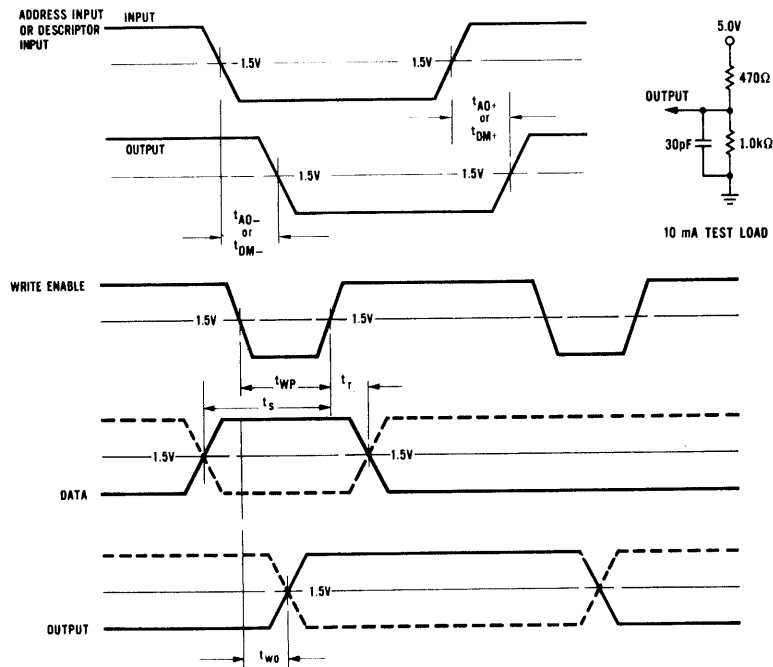 ADDRESS INPUT
OR DESCRIPTOR
INPUT
INPUT
1.5V
1.5V
tAO+
or
tDM+
OUTPUT
1.5V
1.5V
tAO–
or
tDM–
5.0V
470Ω
OUTPUT
30pF
1.0kΩ
10 mA TEST LOAD
WRITE ENABLE
1.5V
1.5V
tWP
tr
ts
1.5V
1.5V
DATA
1.5V
OUTPUT
two